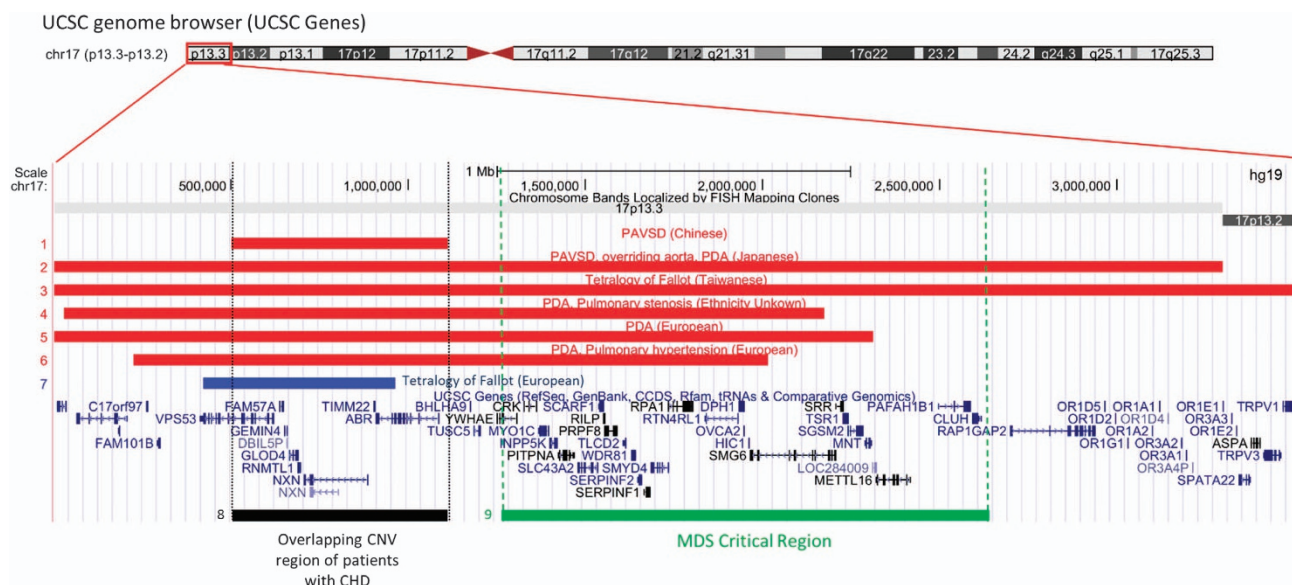 UCSC genome browser (UCSC Genes)
chr17 (p13.3-p13.2) p13.3 p13.2 p13.1 17p12 17p11.2 17q11.2 17q12 21.2 q21.31 17q22 23.2 24.2 q24.3 q25.1 17q25.3
Scale 1 Mb hg19
chr17: 500,000 1,000,000 1,500,000 2,000,000 2,500,000 3,000,000
Chromosome Bands Localized by FISH Mapping Clones
17p13.3
17p13.2
1 PAVSD (Chinese)
2 PAVSD, overriding aorta, PDA (Japanese)
3 Tetralogy of Fallot (Taiwanese)
4 PDA, Pulmonary stenosis (Ethnicity Unkown)
5 PDA (European)
6 PDA, Pulmonary hypertension (European)
7 Tetralogy of Fallot (European)
UCSC Genes (RefSeq, GenBank, CCDS, Rfam, tRNAs & Comparative Genomics)
C17orf97 FAM57A TIMM22 BHLHA9 CRK SCARF1 RPA1 DPH1 SRR PAFAH1B1 OR1D5 OR1A1 OR1E1 TRPV1
VPS53 ABR YWHAE RILP RTN4RL1 TSR1 CLUH OR1D2 OR1D4 OR3A3
GEMIN4 TUSC5 MYO1C PRPF8 OVCA2 SGSM2 RAP1GAP2 OR1A2
FAM101B DBIL5P NPP5K TLCD2 HIC1 MNT OR1G1 OR3A2 ASPA
GLOD4 PITPNA WDR81 SMG6 OR3A1 TRPV3
RNMTL1 SLC43A2 SMYD4 LOC284009 OR3A4P
NXN SERPINF2 METTL16 SPATA22
NXN SERPINF1
8 9
Overlapping CNV MDS Critical Region
region of patients
with CHD